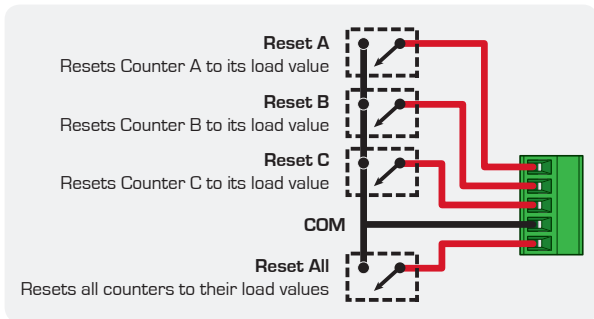 Reset A
Resets Counter A to its load value
Reset B
Resets Counter B to its load value
Reset C
Resets Counter C to its load value
COM
Reset All
Resets all counters to their load values